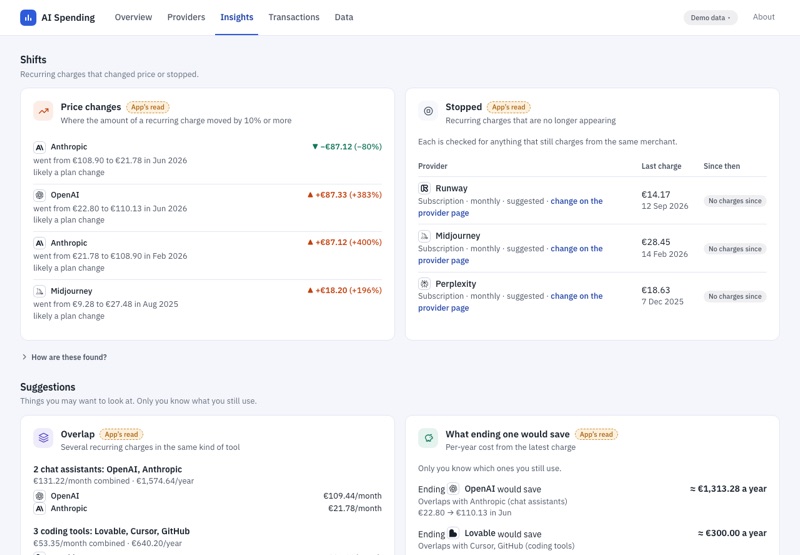 AI Spending
Overview
Providers
Insights
Transactions
Data
Demo data
About
Shifts
Recurring charges that changed price or stopped.
Price changes
App's read
Where the amount of a recurring charge moved by 10% or more
Anthropic
▼ −€87.12 (−80%)
went from €108.90 to €21.78 in Jun 2026
likely a plan change
OpenAI
▲ +€87.33 (+383%)
went from €22.80 to €110.13 in Jun 2026
likely a plan change
Anthropic
▲ +€87.12 (+400%)
went from €21.78 to €108.90 in Feb 2026
likely a plan change
Midjourney
▲ +€18.20 (+196%)
went from €9.28 to €27.48 in Aug 2025
likely a plan change
Stopped
App's read
Recurring charges that are no longer appearing
Each is checked for anything that still charges from the same merchant.
Provider
Last charge
Since then
Runway
Subscription · monthly · suggested · change on the
provider page
€14.17
12 Sep 2026
No charges since
Midjourney
Subscription · monthly · suggested · change on the
provider page
€28.45
14 Feb 2026
No charges since
Perplexity
Subscription · monthly · suggested · change on the
provider page
€18.63
7 Dec 2025
No charges since
How are these found?
Suggestions
Things you may want to look at. Only you know what you still use.
Overlap
App's read
Several recurring charges in the same kind of tool
2 chat assistants: OpenAI, Anthropic
€131.22/month combined · €1,574.64/year
OpenAI
€109.44/month
Anthropic
€21.78/month
3 coding tools: Lovable, Cursor, GitHub
€53.35/month combined · €640.20/year
What ending one would save
App's read
Per-year cost from the latest charge
Only you know which ones you still use.
Ending OpenAI would save
≈ €1,313.28 a year
Overlaps with Anthropic (chat assistants)
€22.80 → €110.13 in Jun
Ending Lovable would save
≈ €300.00 a year
Overlaps with Cursor, GitHub (coding tools)